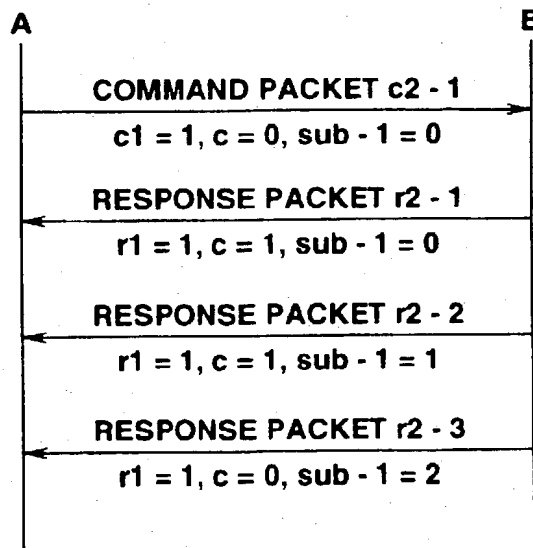 A B
COMMAND PACKET c2 - 1
c1 = 1, c = 0, sub - 1 = 0
RESPONSE PACKET r2 - 1
r1 = 1, c = 1, sub - 1 = 0
RESPONSE PACKET r2 - 2
r1 = 1, c = 1, sub - 1 = 1
RESPONSE PACKET r2 - 3
r1 = 1, c = 0, sub - 1 = 2